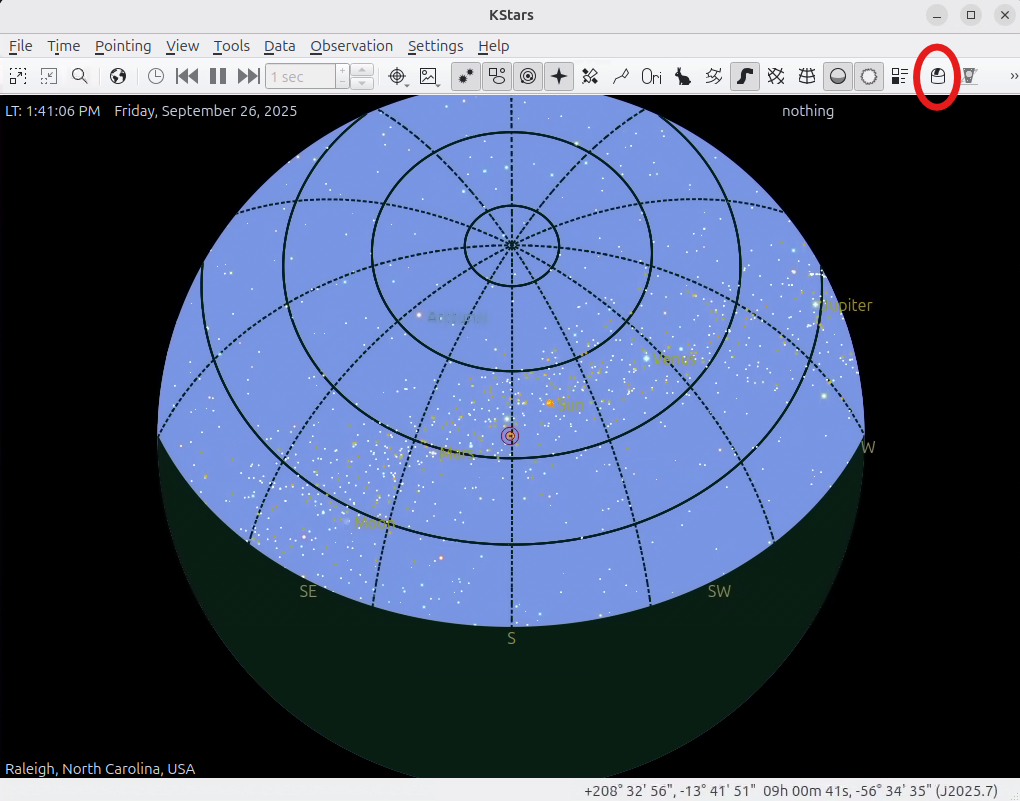 KStars
File Time Pointing View Tools Data Observation Settings Help
1 sec
Ori
LT: 1:41:06 PM Friday, September 26, 2025
nothing
Jupiter
Arcturus
Venus
Sun
Mars
W
Moon
SE
SW
S
Raleigh, North Carolina, USA
+208° 32' 56", -13° 41' 51" 09h 00m 41s, -56° 34' 35" (J2025.7)